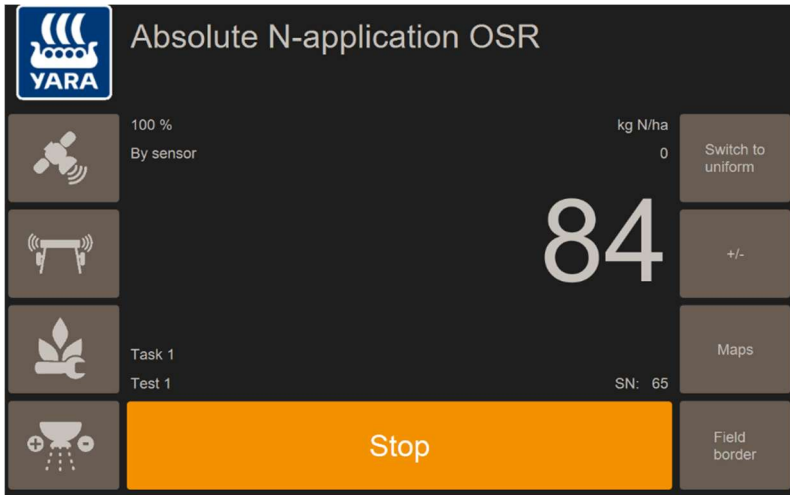 YARA
Absolute N-application OSR
100 %
kg N/ha
By sensor
0
84
Task 1
Test 1
SN: 65
Stop
Switch to
uniform
+/-
Maps
Field
border